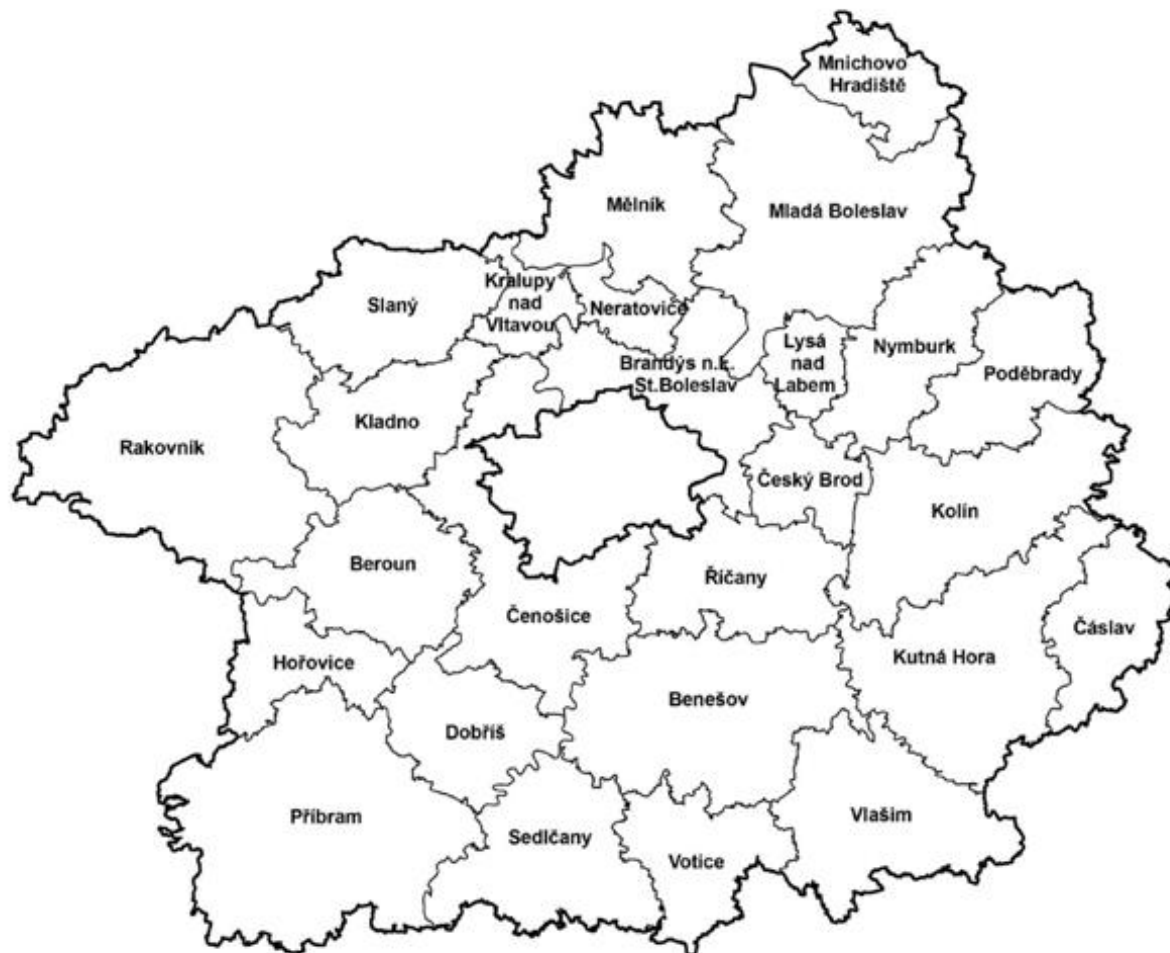 Mnichovo
Hradiště
Mělník
Mladá Boleslav
Slaný
Kralupy
nad
Vltavou
Neratovice
Lysá
nad
Labem
Nymburk
Poděbrady
Brandýs n.L.
St.Boleslav
Rakovník
Kladno
Český Brod
Kolín
Beroun
Říčany
Čenošice
Čáslav
Hořovice
Kutná Hora
Benešov
Dobříš
Příbram
Sedlčany
Vlašim
Votice